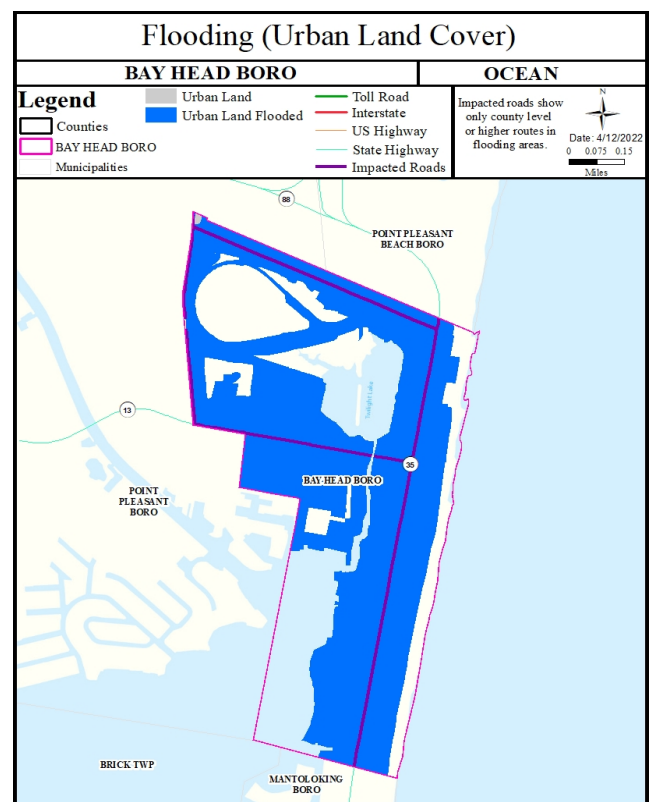 Flooding (Urban Land Cover)
BAY HEAD BORO
OCEAN
Legend
Counties
BAY HEAD BORO
Municipalities
Urban Land
Urban Land Flooded
Toll Road
Interstate
US Highway
State Highway
Impacted Roads
Impacted roads show
only county level
or higher routes in
flooding areas.
N
Date: 4/12/2022
0 0.075 0.15
Miles
88
POINT PLEASANT
BEACH BORO
Twilight Lake
13
35
BAY HEAD BORO
POINT
PLEASANT
BORO
BRICK TWP
MANTOLOKING
BORO